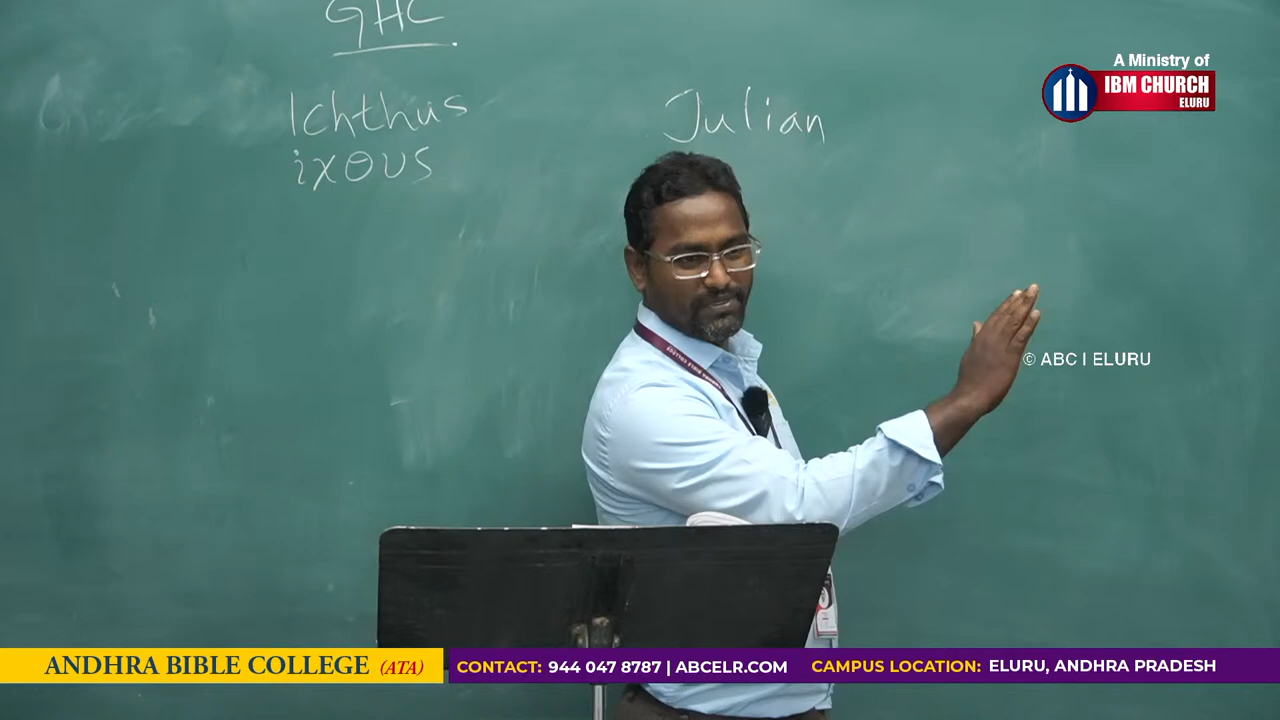 GHC
Ichthus
ixθυs
Julian
A Ministry of
IBM CHURCH
ELURU
© ABC I ELURU
ANDHRA BIBLE COLLEGE (ATA)
CONTACT: 944 047 8787 | ABCELR.COM
CAMPUS LOCATION: ELURU, ANDHRA PRADESH